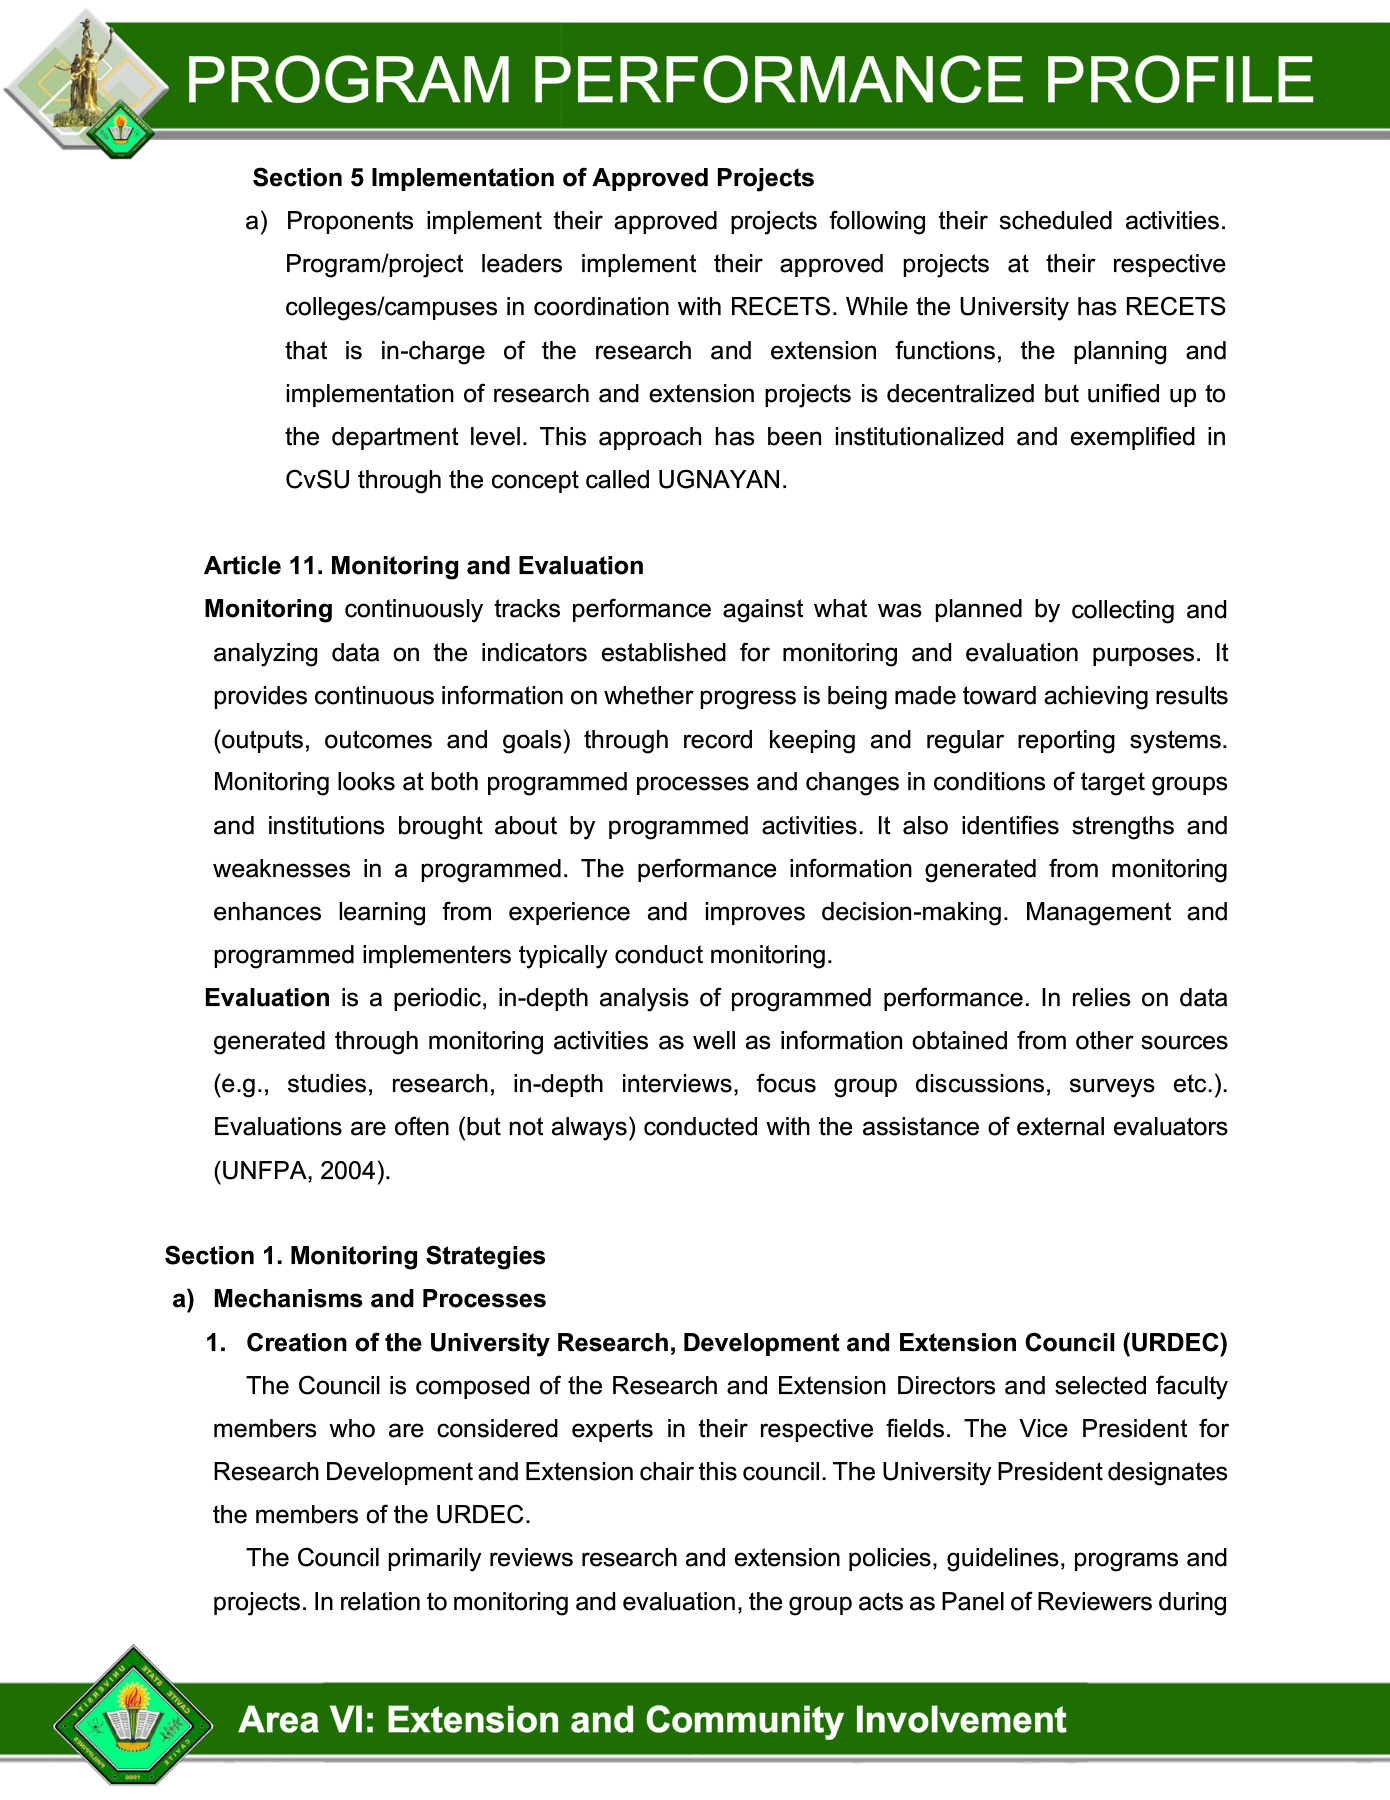 PROGRAM PERFORMANCE PROFILE
Section 5 Implementation of Approved Projects
a) Proponents implement their approved projects following their scheduled activities.
Program/project leaders implement their approved projects at their respective
colleges/campuses in coordination with RECETS. While the University has RECETS
that is in-charge of the research and extension functions, the planning and
implementation of research and extension projects is decentralized but unified up to
the department level. This approach has been institutionalized and exemplified in
CvSU through the concept called UGNAYAN.
Article 11. Monitoring and Evaluation
Monitoring continuously tracks performance against what was planned by collecting and
analyzing data on the indicators established for monitoring and evaluation purposes. It
provides continuous information on whether progress is being made toward achieving results
(outputs, outcomes and goals) through record keeping and regular reporting systems.
Monitoring looks at both programmed processes and changes in conditions of target groups
and institutions brought about by programmed activities. It also identifies strengths and
weaknesses in a programmed. The performance information generated from monitoring
enhances learning from experience and improves decision-making. Management and
programmed implementers typically conduct monitoring.
Evaluation is a periodic, in-depth analysis of programmed performance. In relies on data
generated through monitoring activities as well as information obtained from other sources
(e.g., studies, research, in-depth interviews, focus group discussions, surveys etc.).
Evaluations are often (but not always) conducted with the assistance of external evaluators
(UNFPA, 2004).
Section 1. Monitoring Strategies
a) Mechanisms and Processes
1. Creation of the University Research, Development and Extension Council (URDEC)
The Council is composed of the Research and Extension Directors and selected faculty
members who are considered experts in their respective fields. The Vice President for
Research Development and Extension chair this council. The University President designates
the members of the URDEC.
The Council primarily reviews research and extension policies, guidelines, programs and
projects. In relation to monitoring and evaluation, the group acts as Panel of Reviewers during
CAVITE STATE UNIVERSITY
CAVITE PHILIPPINES
Area VI: Extension and Community Involvement